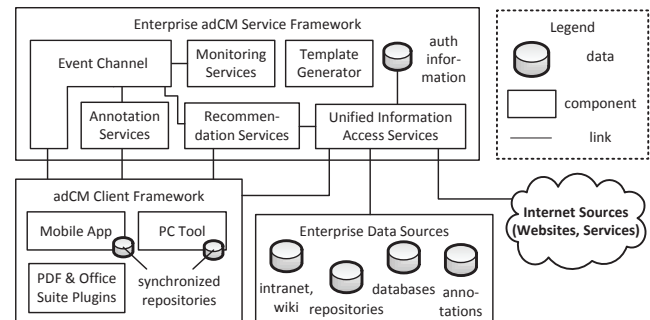 Enterprise adCM Service Framework
Event Channel
Monitoring
Services
Template
Generator
auth
infor-
mation
Annotation
Services
Recommen-
dation Services
Unified Information
Access Services
Legend
data
component
link
adCM Client Framework
Mobile App
PC Tool
PDF & Office
Suite Plugins
synchronized
repositories
Enterprise Data Sources
intranet,
wiki
repositories
databases
anno-
tations
Internet Sources
(Websites, Services)